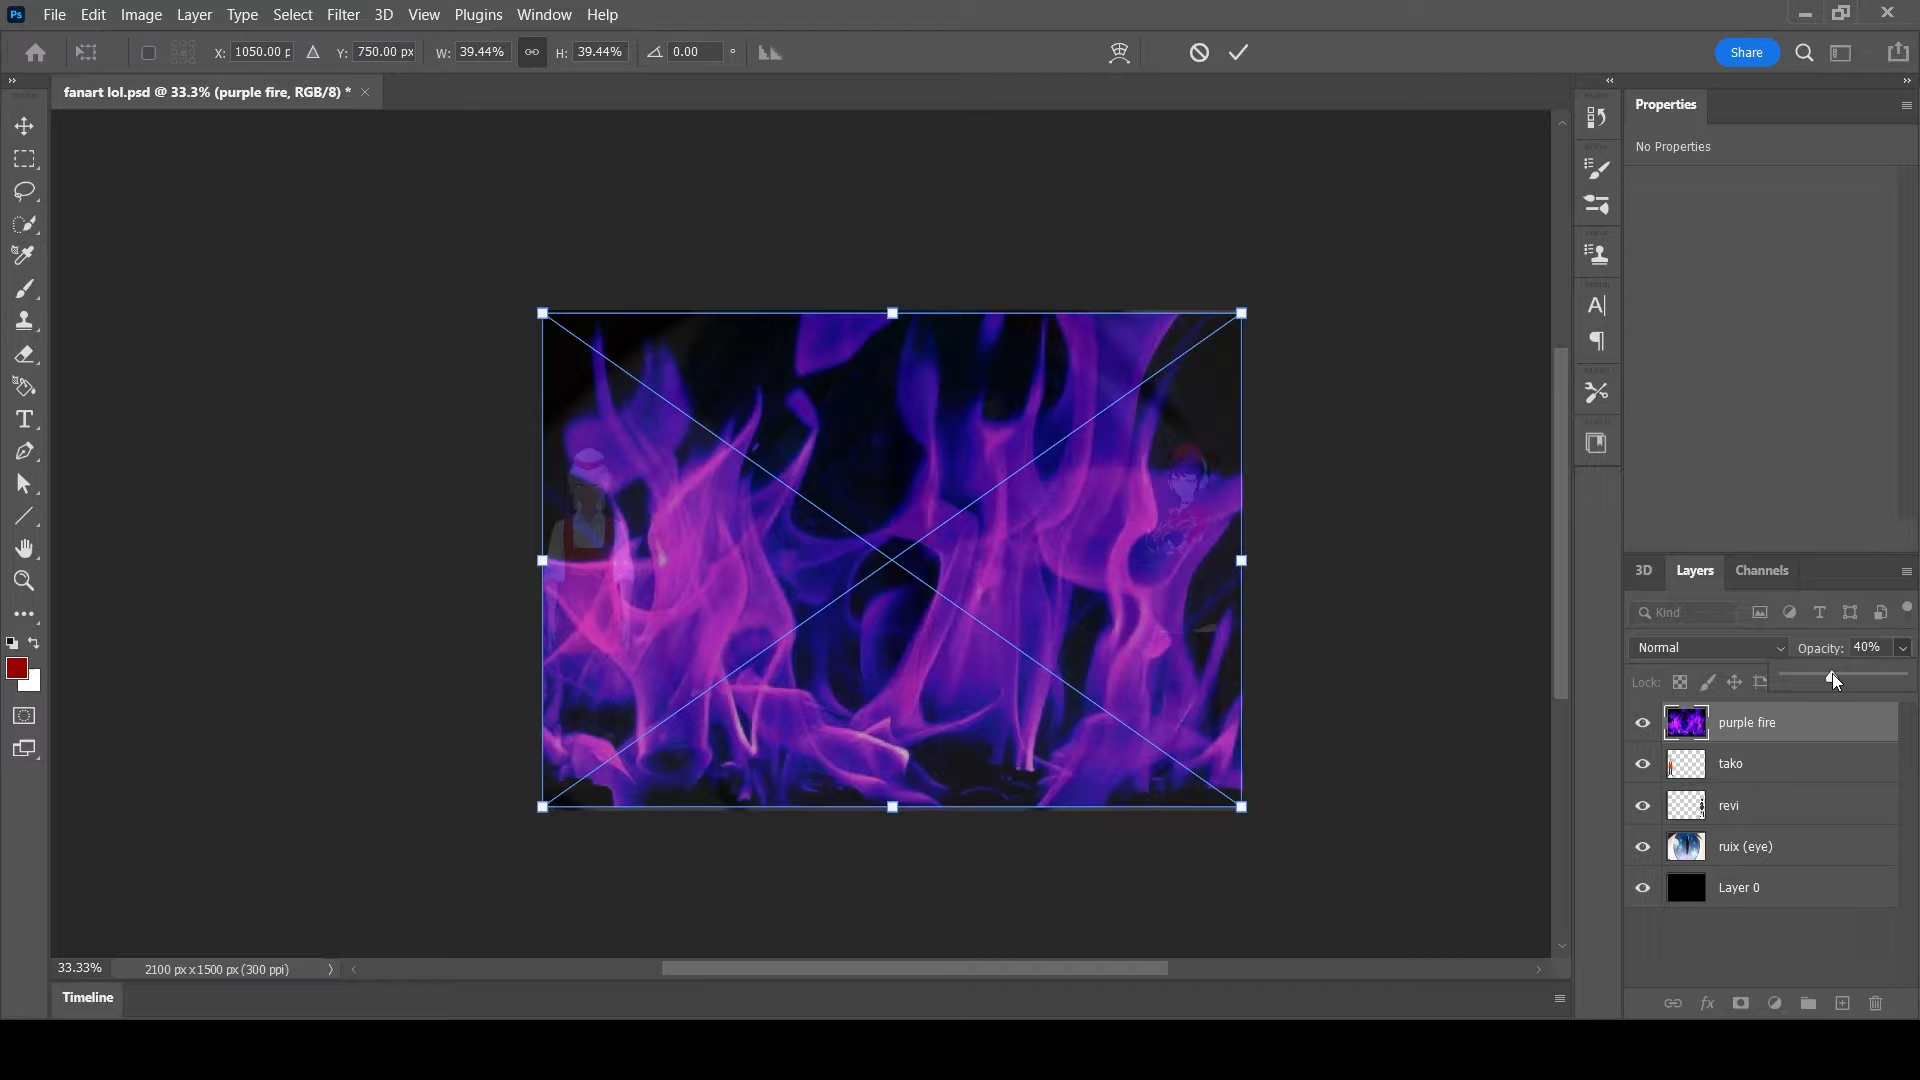 Ps File Edit Image Layer Type Select Filter 3D View Plugins Window Help
X: 1050.00 p Y: 750.00 px W: 39.44% H: 39.44% 0.00 ° Share
fanart lol.psd @ 33.3% (purple fire, RGB/8) *
Properties
No Properties
3D Layers Channels
Kind
Normal Opacity: 40%
Lock:
purple fire
tako
revi
ruix (eye)
Layer 0
33.33% 2100 px x 1500 px (300 ppi)
Timeline